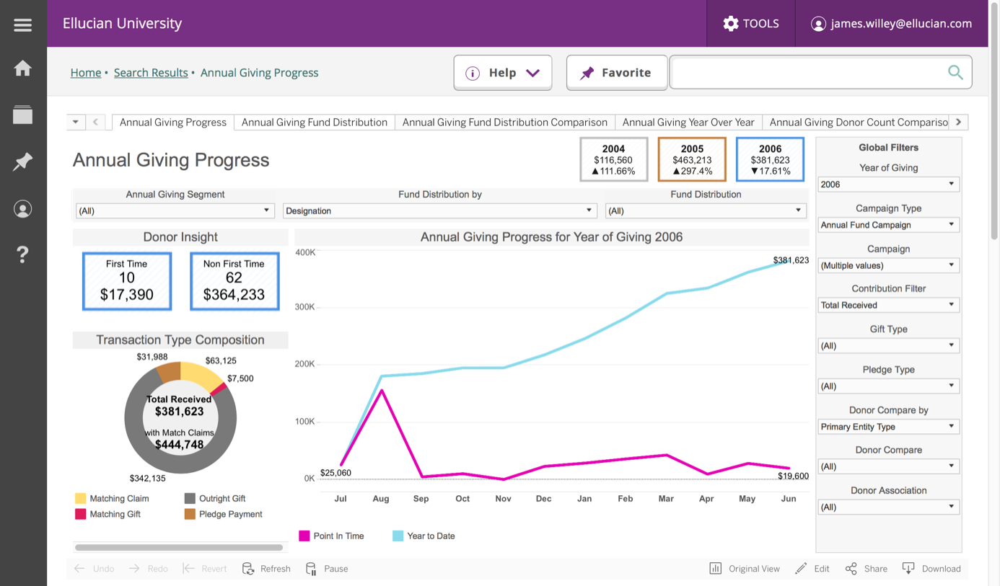 Ellucian University
TOOLS
james.willey@ellucian.com
Home • Search Results • Annual Giving Progress
Help
Favorite
Annual Giving Progress
Annual Giving Fund Distribution
Annual Giving Fund Distribution Comparison
Annual Giving Year Over Year
Annual Giving Donor Count Compariso
Annual Giving Progress
2004
$116,560
▲111.66%
2005
$463,213
▲297.4%
2006
$381,623
▼17.61%
Annual Giving Segment
(All)
Fund Distribution by
Designation
Fund Distribution
(All)
Donor Insight
First Time
10
$17,390
Non First Time
62
$364,233
Transaction Type Composition
$31,988
$63,125
$7,500
Total Received
$381,623
with Match Claims
$444,748
$342,135
Matching Claim
Outright Gift
Matching Gift
Pledge Payment
Annual Giving Progress for Year of Giving 2006
400K
300K
200K
100K
0K
$381,623
$25,060
$19,600
Jul Aug Sep Oct Nov Dec Jan Feb Mar Apr May Jun
Point In Time
Year to Date
Global Filters
Year of Giving
2006
Campaign Type
Annual Fund Campaign
Campaign
(Multiple values)
Contribution Filter
Total Received
Gift Type
(All)
Pledge Type
(All)
Donor Compare by
Primary Entity Type
Donor Compare
(All)
Donor Association
(All)
Undo
Redo
Revert
Refresh
Pause
Original View
Edit
Share
Download